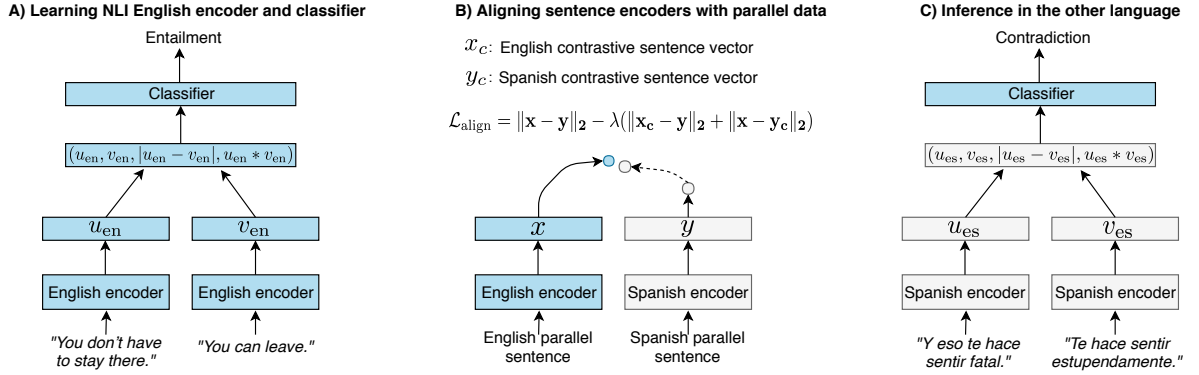 A) Learning NLI English encoder and classifier
Entailment
Classifier
(u_en, v_en, |u_en − v_en|, u_en * v_en)
u_en
v_en
English encoder
English encoder
"You don't have
to stay there."
"You can leave."
B) Aligning sentence encoders with parallel data
x_c: English contrastive sentence vector
y_c: Spanish contrastive sentence vector
L_align = ‖x − y‖_2 − λ(‖x_c − y‖_2 + ‖x − y_c‖_2)
x
y
English encoder
Spanish encoder
English parallel
sentence
Spanish parallel
sentence
C) Inference in the other language
Contradiction
Classifier
(u_es, v_es, |u_es − v_es|, u_es * v_es)
u_es
v_es
Spanish encoder
Spanish encoder
"Y eso te hace
sentir fatal."
"Te hace sentir
estupendamente."